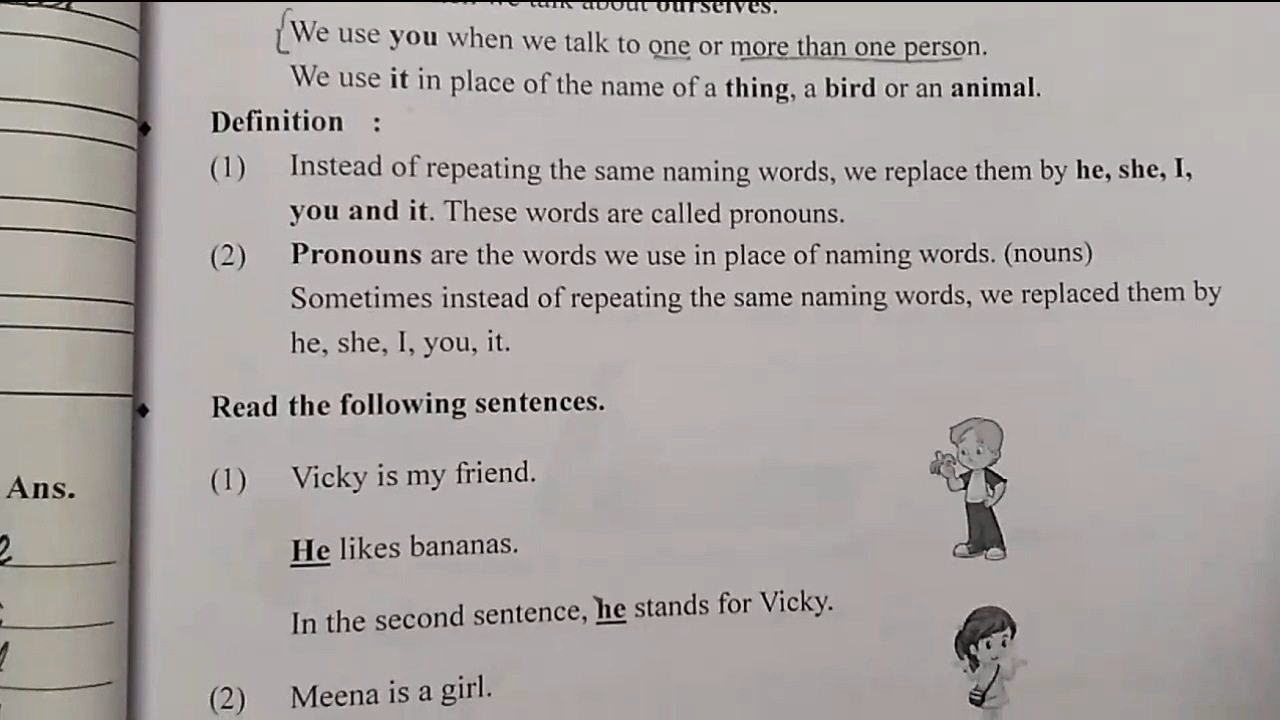 talk about ourselves.
We use you when we talk to one or more than one person.
We use it in place of the name of a thing, a bird or an animal.
Definition :
(1) Instead of repeating the same naming words, we replace them by he, she, I,
you and it. These words are called pronouns.
(2) Pronouns are the words we use in place of naming words. (nouns)
Sometimes instead of repeating the same naming words, we replaced them by
he, she, I, you, it.
Read the following sentences.
(1) Vicky is my friend.
He likes bananas.
In the second sentence, he stands for Vicky.
(2) Meena is a girl.
Ans.